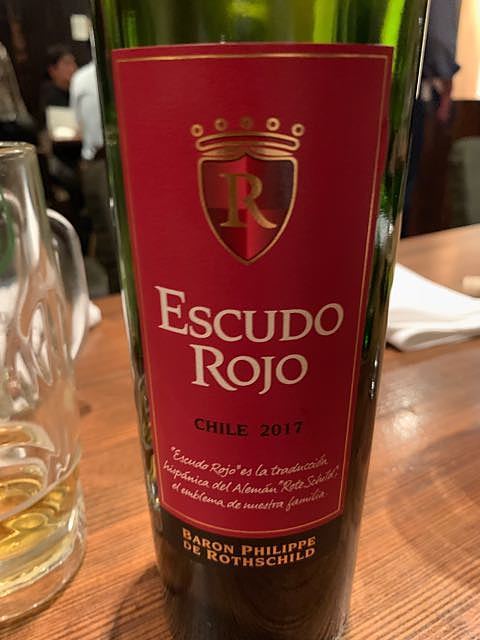 R
ESCUDO
ROJO
CHILE 2017
"Escudo Rojo" es la traducción
hispánica del Alemán "Rote Schild",
el emblema de nuestra familia.
BARON PHILIPPE
DE ROTHSCHILD